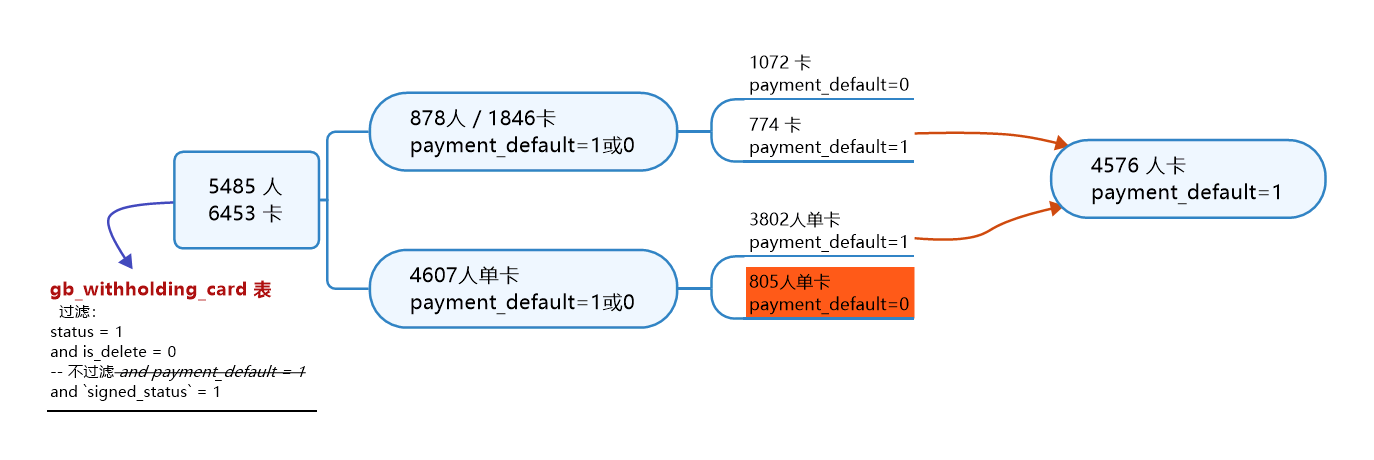 5485 人
6453 卡
gb_withholding_card 表
过滤：
status = 1
and is_delete = 0
-- 不过滤 and payment_default = 1
and `signed_status` = 1
878人 / 1846卡
payment_default=1或0
4607人单卡
payment_default=1或0
1072 卡
payment_default=0
774 卡
payment_default=1
3802人单卡
payment_default=1
805人单卡
payment_default=0
4576 人卡
payment_default=1